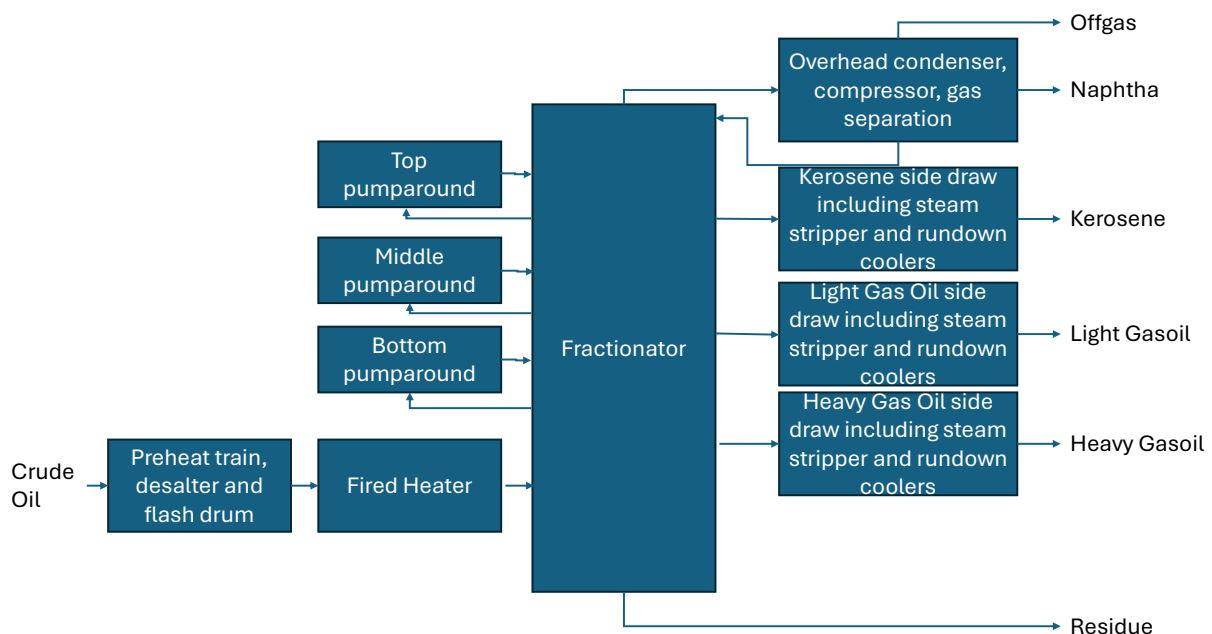 Offgas
Overhead condenser,
compressor, gas
separation
Naphtha
Top
pumparound
Kerosene side draw
including steam
stripper and rundown
coolers
Kerosene
Middle
pumparound
Light Gas Oil side
draw including steam
stripper and rundown
coolers
Light Gasoil
Bottom
pumparound
Fractionator
Heavy Gas Oil side
draw including steam
stripper and rundown
coolers
Heavy Gasoil
Crude
Oil
Preheat train,
desalter and
flash drum
Fired Heater
Residue